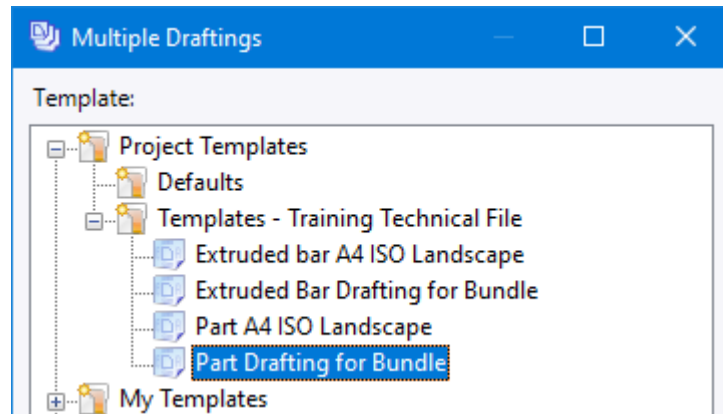 Multiple Draftings
Template:
Project Templates
Defaults
Templates - Training Technical File
Extruded bar A4 ISO Landscape
Extruded Bar Drafting for Bundle
Part A4 ISO Landscape
Part Drafting for Bundle
My Templates